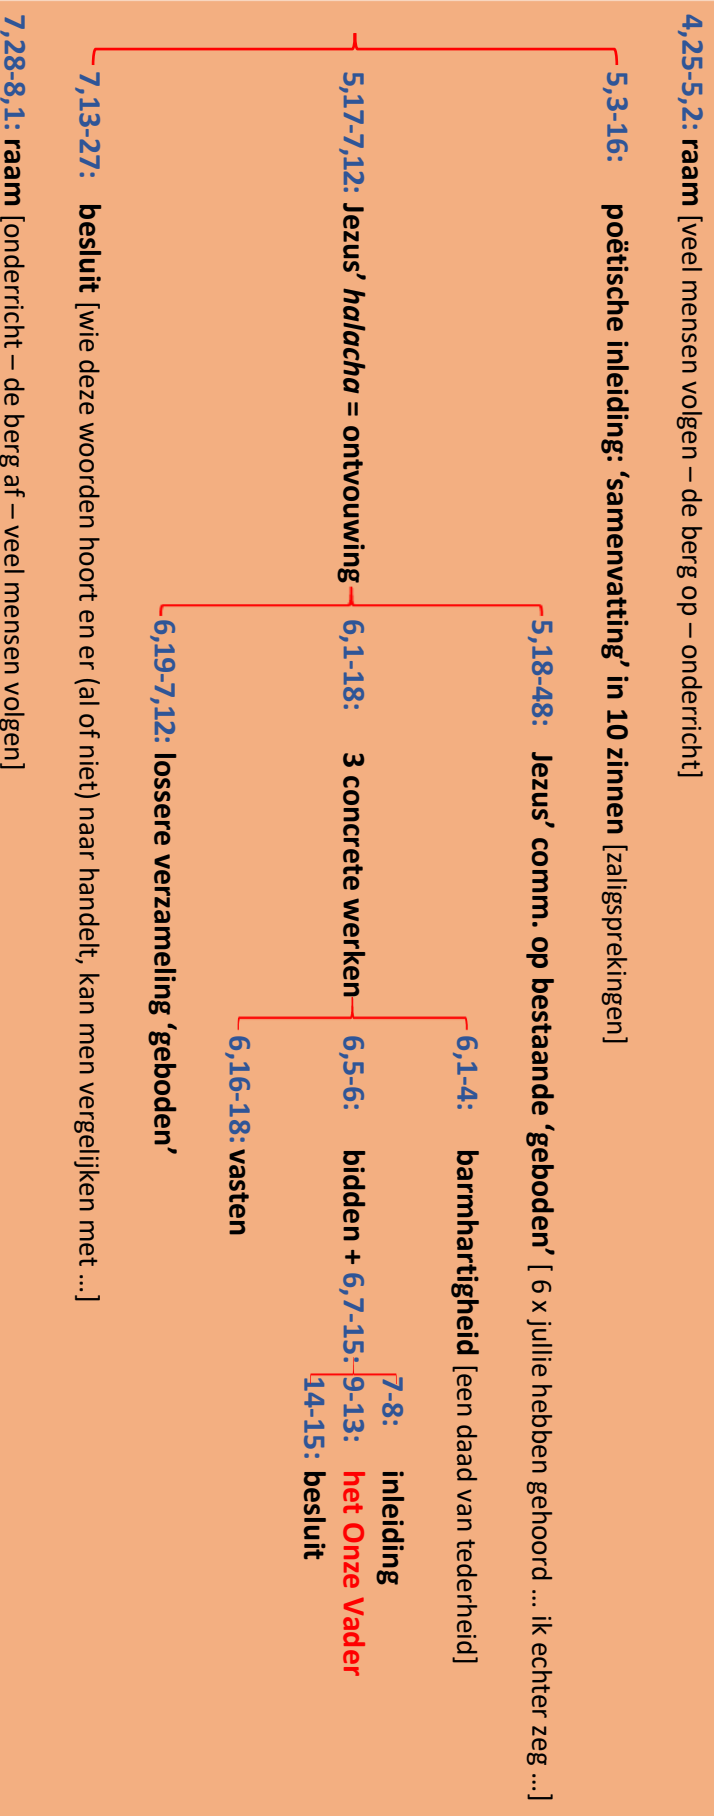 4,25-5,2: raam [veel mensen volgen – de berg op – onderricht]
5,3-16: poëtische inleiding: ‘samenvatting’ in 10 zinnen [zaligsprekingen]
5,18-48: Jezus’ comm. op bestaande ‘geboden’ [ 6 x jullie hebben gehoord ... ik echter zeg ...]
6,1-4: barmhartigheid [een daad van tederheid]
7-8: inleiding
5,17-7,12: Jezus’ halacha = ontvouwing 6,1-18: 3 concrete werken 6,5-6: bidden + 6,7-15: 9-13: het Onze Vader
14-15: besluit
6,16-18: vasten
6,19-7,12: lossere verzameling ‘geboden’
7,13-27: besluit [wie deze woorden hoort en er (al of niet) naar handelt, kan men vergelijken met ...]
7,28-8,1: raam [onderricht – de berg af – veel mensen volgen]